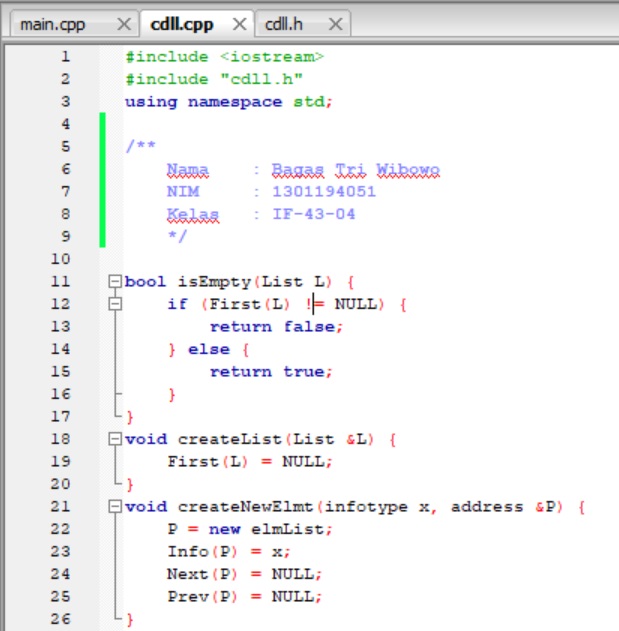 main.cpp × cdll.cpp × cdll.h ×
1 #include <iostream>
2 #include "cdll.h"
3 using namespace std;
4
5 /**
6 Nama : Bagas Tri Wibowo
7 NIM : 1301194051
8 Kelas : IF-43-04
9 */
10
11 bool isEmpty(List L) {
12 if (First(L) != NULL) {
13 return false;
14 } else {
15 return true;
16 }
17 }
18 void createList(List &L) {
19 First(L) = NULL;
20 }
21 void createNewElmt(infotype x, address &P) {
22 P = new elmList;
23 Info(P) = x;
24 Next(P) = NULL;
25 Prev(P) = NULL;
26 }